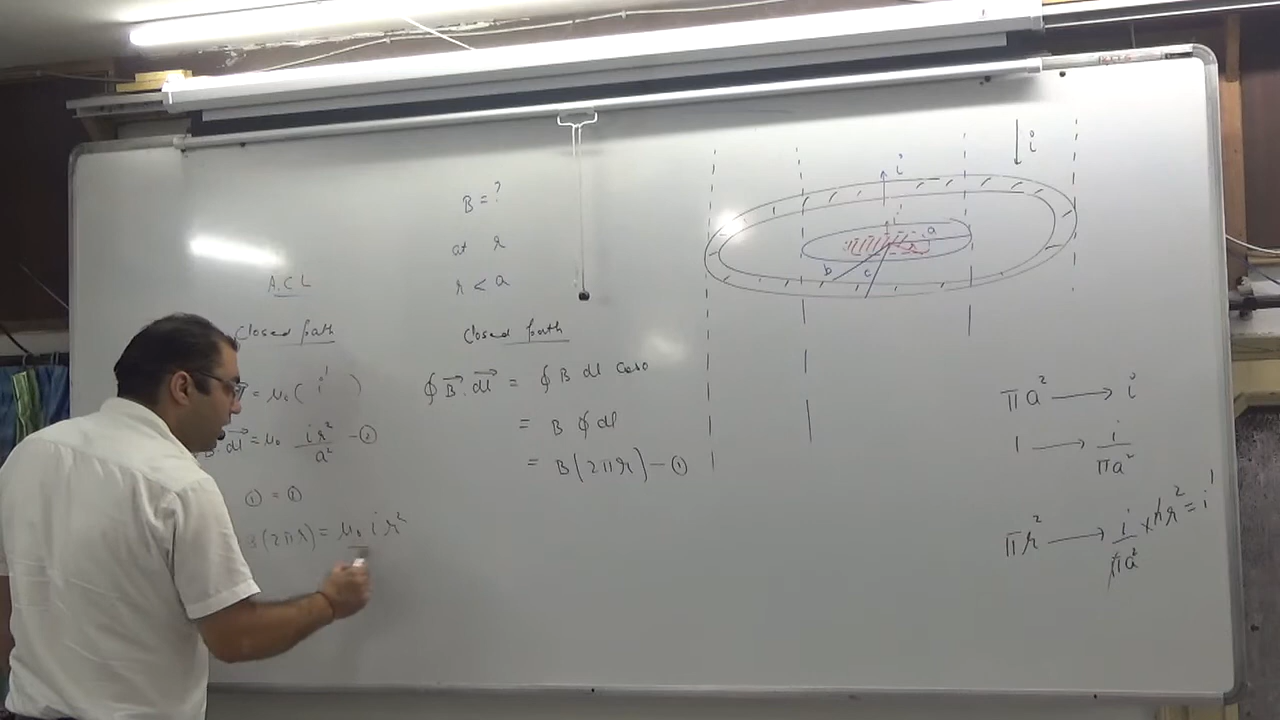 B = ?
at r
r < a
A.C.L
Closed path
= μ₀( i' )
B⃗.dl⃗ = μ₀ ir²/a² -②
① = ②
B(2πr) = μ₀ i r²
Closed path
∮ B⃗.dl⃗ = ∮ B dl cos0
= B ∮ dl
= B(2πr) -①
i
i
i'
a
r
b
c
πa² → i
1 → i/πa²
πr² → i/πa² × πr² = i'